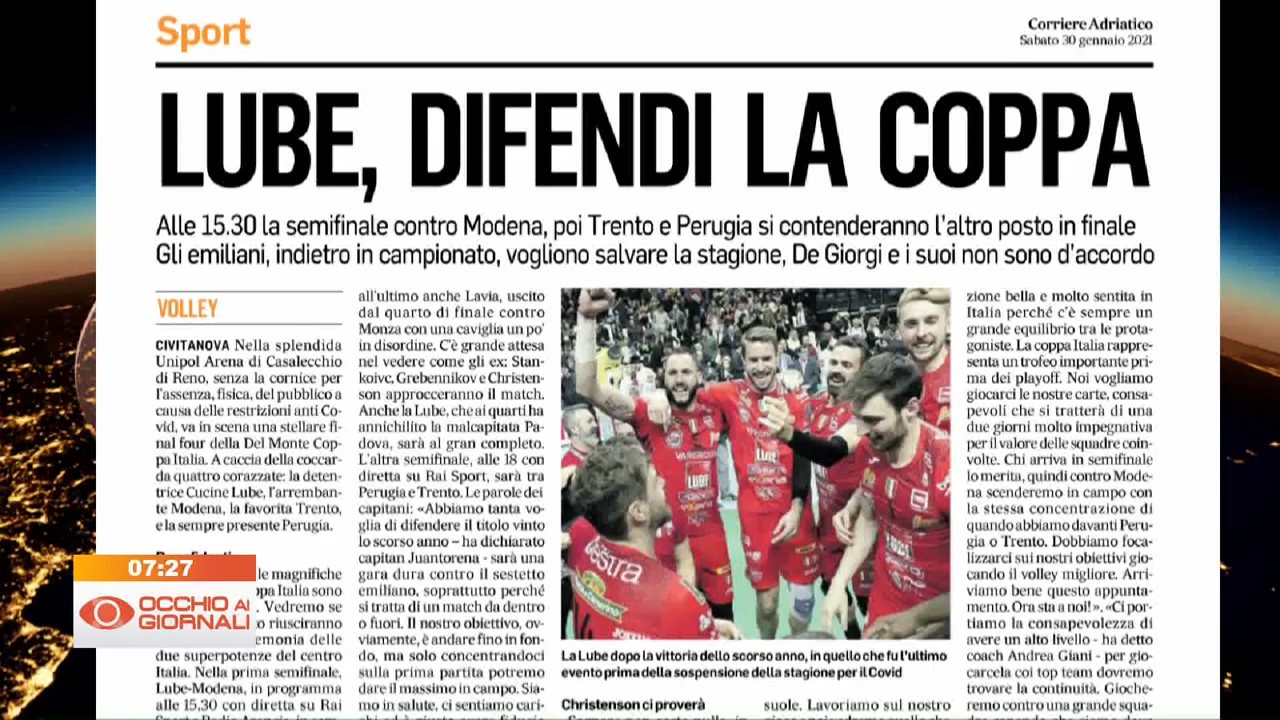 Sport
Corriere Adriatico
Sabato 30 gennaio 2021
LUBE, DIFENDI LA COPPA
Alle 15.30 la semifinale contro Modena, poi Trento e Perugia si contenderanno l'altro posto in finale
Gli emiliani, indietro in campionato, vogliono salvare la stagione, De Giorgi e i suoi non sono d'accordo
VOLLEY
CIVITANOVA Nella splendida
Unipol Arena di Casalecchio
di Reno, senza la cornice per
l'assenza, fisica, del pubblico a
causa delle restrizioni anti Co-
vid, va in scena una stellare fi-
nal four della Del Monte Cop-
pa Italia. A caccia della coccar-
da quattro corazzate: la deten-
trice Cucine Lube, l'arremban-
te Modena, la favorita Trento,
e la sempre presente Perugia.
le magnifiche
ppa Italia sono
. Vedremo se
o riusciranno
emonia delle
due superpotenze del centro
Italia. Nella prima semifinale,
Lube-Modena, in programma
alle 15,30 con diretta su Rai
all'ultimo anche Lavia, uscito
dal quarto di finale contro
Monza con una caviglia un po'
in disordine. C'è grande attesa
nel vedere come gli ex: Stan-
koivc, Grebennikov e Christen-
son approcceranno il match.
Anche la Lube, che ai quarti ha
annichilito la malcapitata Pa-
dova, sarà al gran completo.
L'altra semifinale, alle 18 con
diretta su Rai Sport, sarà tra
Perugia e Trento. Le parole dei
capitani: «Abbiamo tanta vo-
glia di difendere il titolo vinto
lo scorso anno – ha dichiarato
capitan Juantorena - sarà una
gara dura contro il sestetto
emiliano, soprattutto perché
si tratta di un match da dentro
o fuori. Il nostro obiettivo, ov-
viamente, è andare fino in fon-
do, ma solo concentrandoci
sulla prima partita potremo
dare il massimo in campo. Sia-
mo in salute, ci sentiamo cari-
LUBE
La Lube dopo la vittoria dello scorso anno, in quello che fu l'ultimo
evento prima della sospensione della stagione per il Covid
Christenson ci proverà
suole. Lavoriamo sul nostro
zione bella e molto sentita in
Italia perché c'è sempre un
grande equilibrio tra le prota-
goniste. La coppa Italia rappre-
senta un trofeo importante pri-
ma dei playoff. Noi vogliamo
giocarci le nostre carte, consa-
pevoli che si tratterà di una
due giorni molto impegnativa
per il valore delle squadre coin-
volte. Chi arriva in semifinale
lo merita, quindi contro Mode-
na scenderemo in campo con
la stessa concentrazione di
quando abbiamo davanti Peru-
gia o Trento. Dobbiamo foca-
lizzarci sui nostri obiettivi gio-
cando il volley migliore. Arri-
viamo bene questo appunta-
mento. Ora sta a noi!». «Ci por-
tiamo la consapevolezza di
avere un alto livello - ha detto
coach Andrea Giani - per gio-
carcela coi top team dovremo
trovare la continuità. Gioche-
remo contro una grande squa-
07:27
OCCHIO AI
GIORNALI